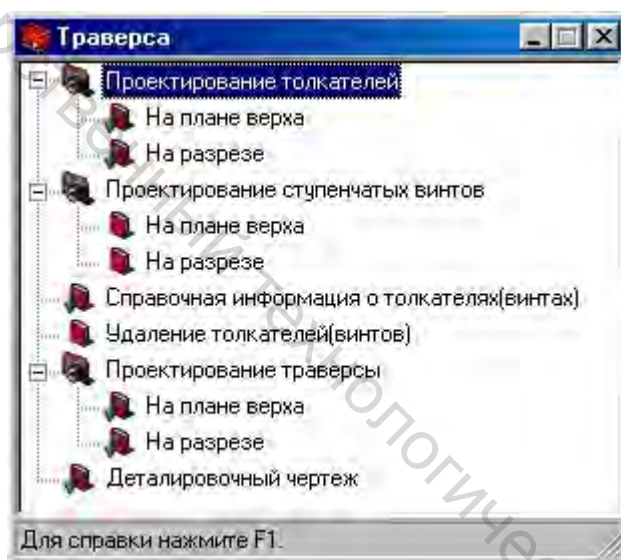 Траверса
Проектирование толкателей
На плане верха
На разрезе
Проектирование ступенчатых винтов
На плане верха
На разрезе
Справочная информация о толкателях(винтах)
Удаление толкателей(винтов)
Проектирование траверсы
На плане верха
На разрезе
Деталировочный чертеж
Для справки нажмите F1.